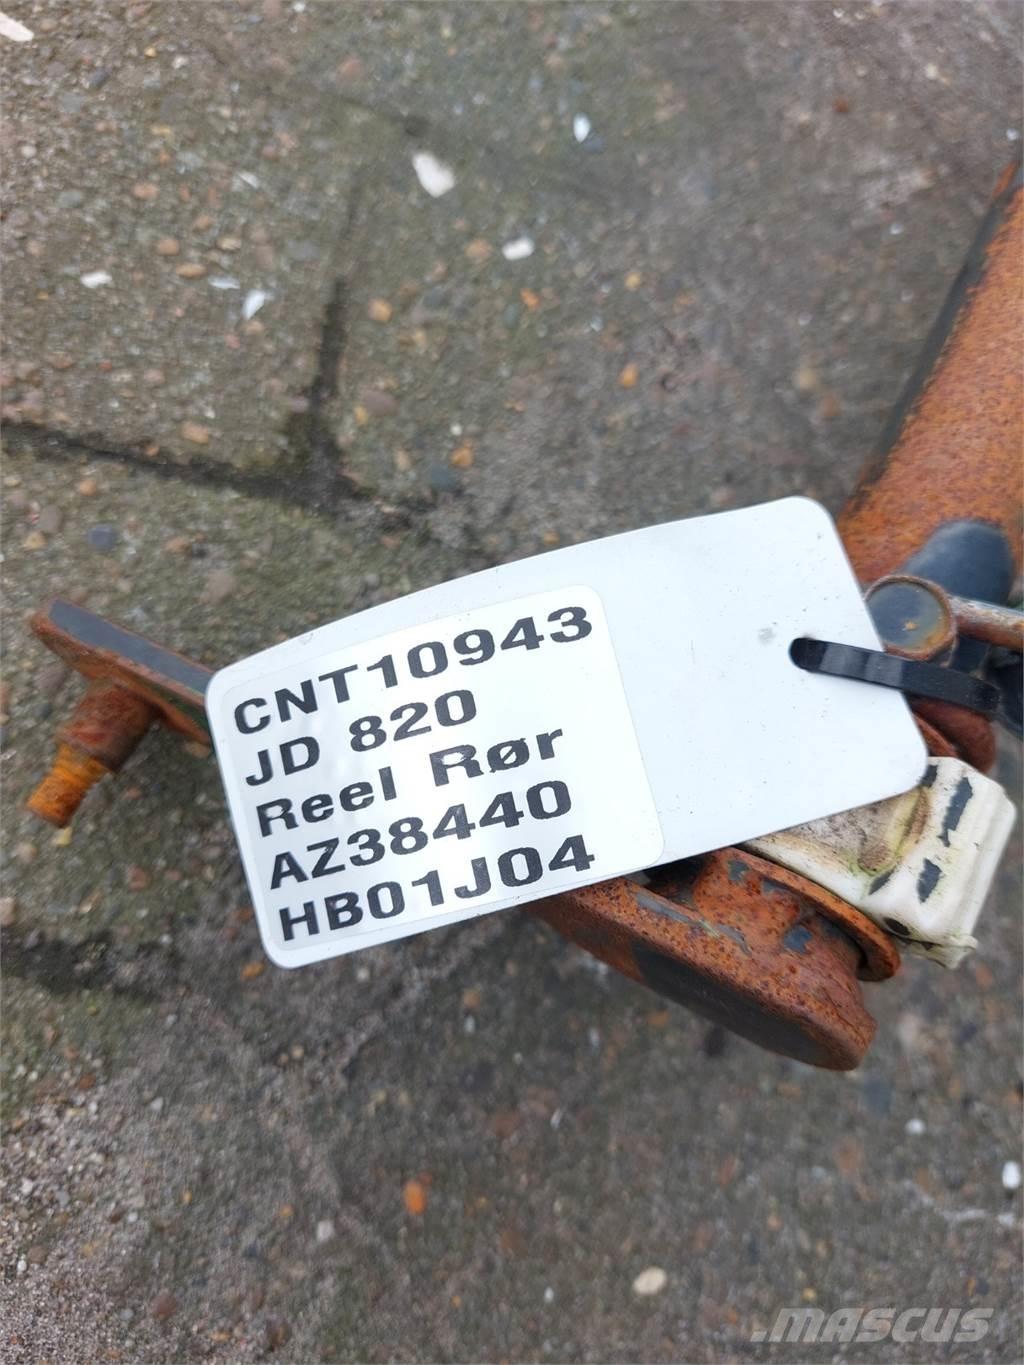 CNT10943
JD 820
Reel Rør
AZ38440
HB01J04
MASCUS